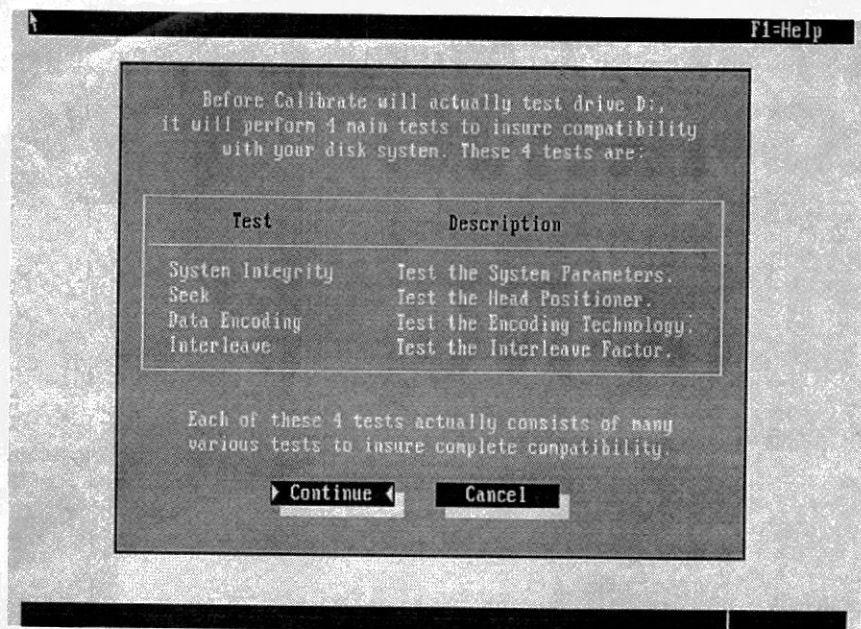 F1=Help
Before Calibrate will actually test drive D:,
it will perform 4 main tests to insure compatibility
with your disk system. These 4 tests are:
Test Description
System Integrity Test the System Parameters.
Seek Test the Head Positioner.
Data Encoding Test the Encoding Technology.
Interleave Test the Interleave Factor.
Each of these 4 tests actually consists of many
various tests to insure complete compatibility.
Continue Cancel